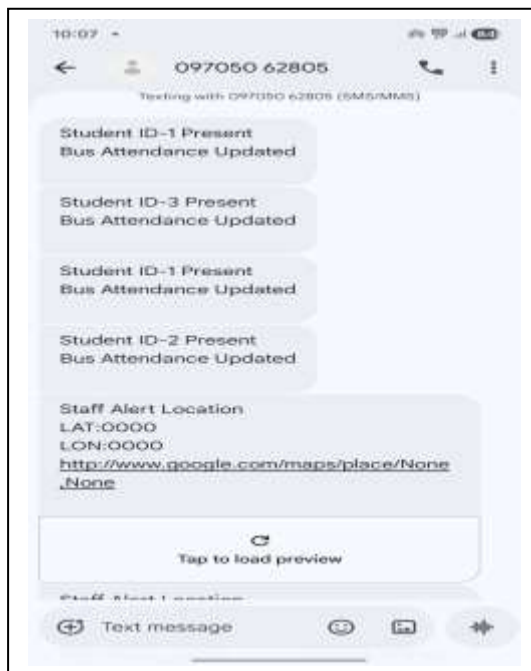 10:07
097050 62805
Texting with 097050 62805 (SMS/MMS)
Student ID-1 Present
Bus Attendance Updated
Student ID-3 Present
Bus Attendance Updated
Student ID-1 Present
Bus Attendance Updated
Student ID-2 Present
Bus Attendance Updated
Staff Alert Location
LAT:0000
LON:0000
http://www.google.com/maps/place/None
,None
Tap to load preview
Staff Alert Location
Text message